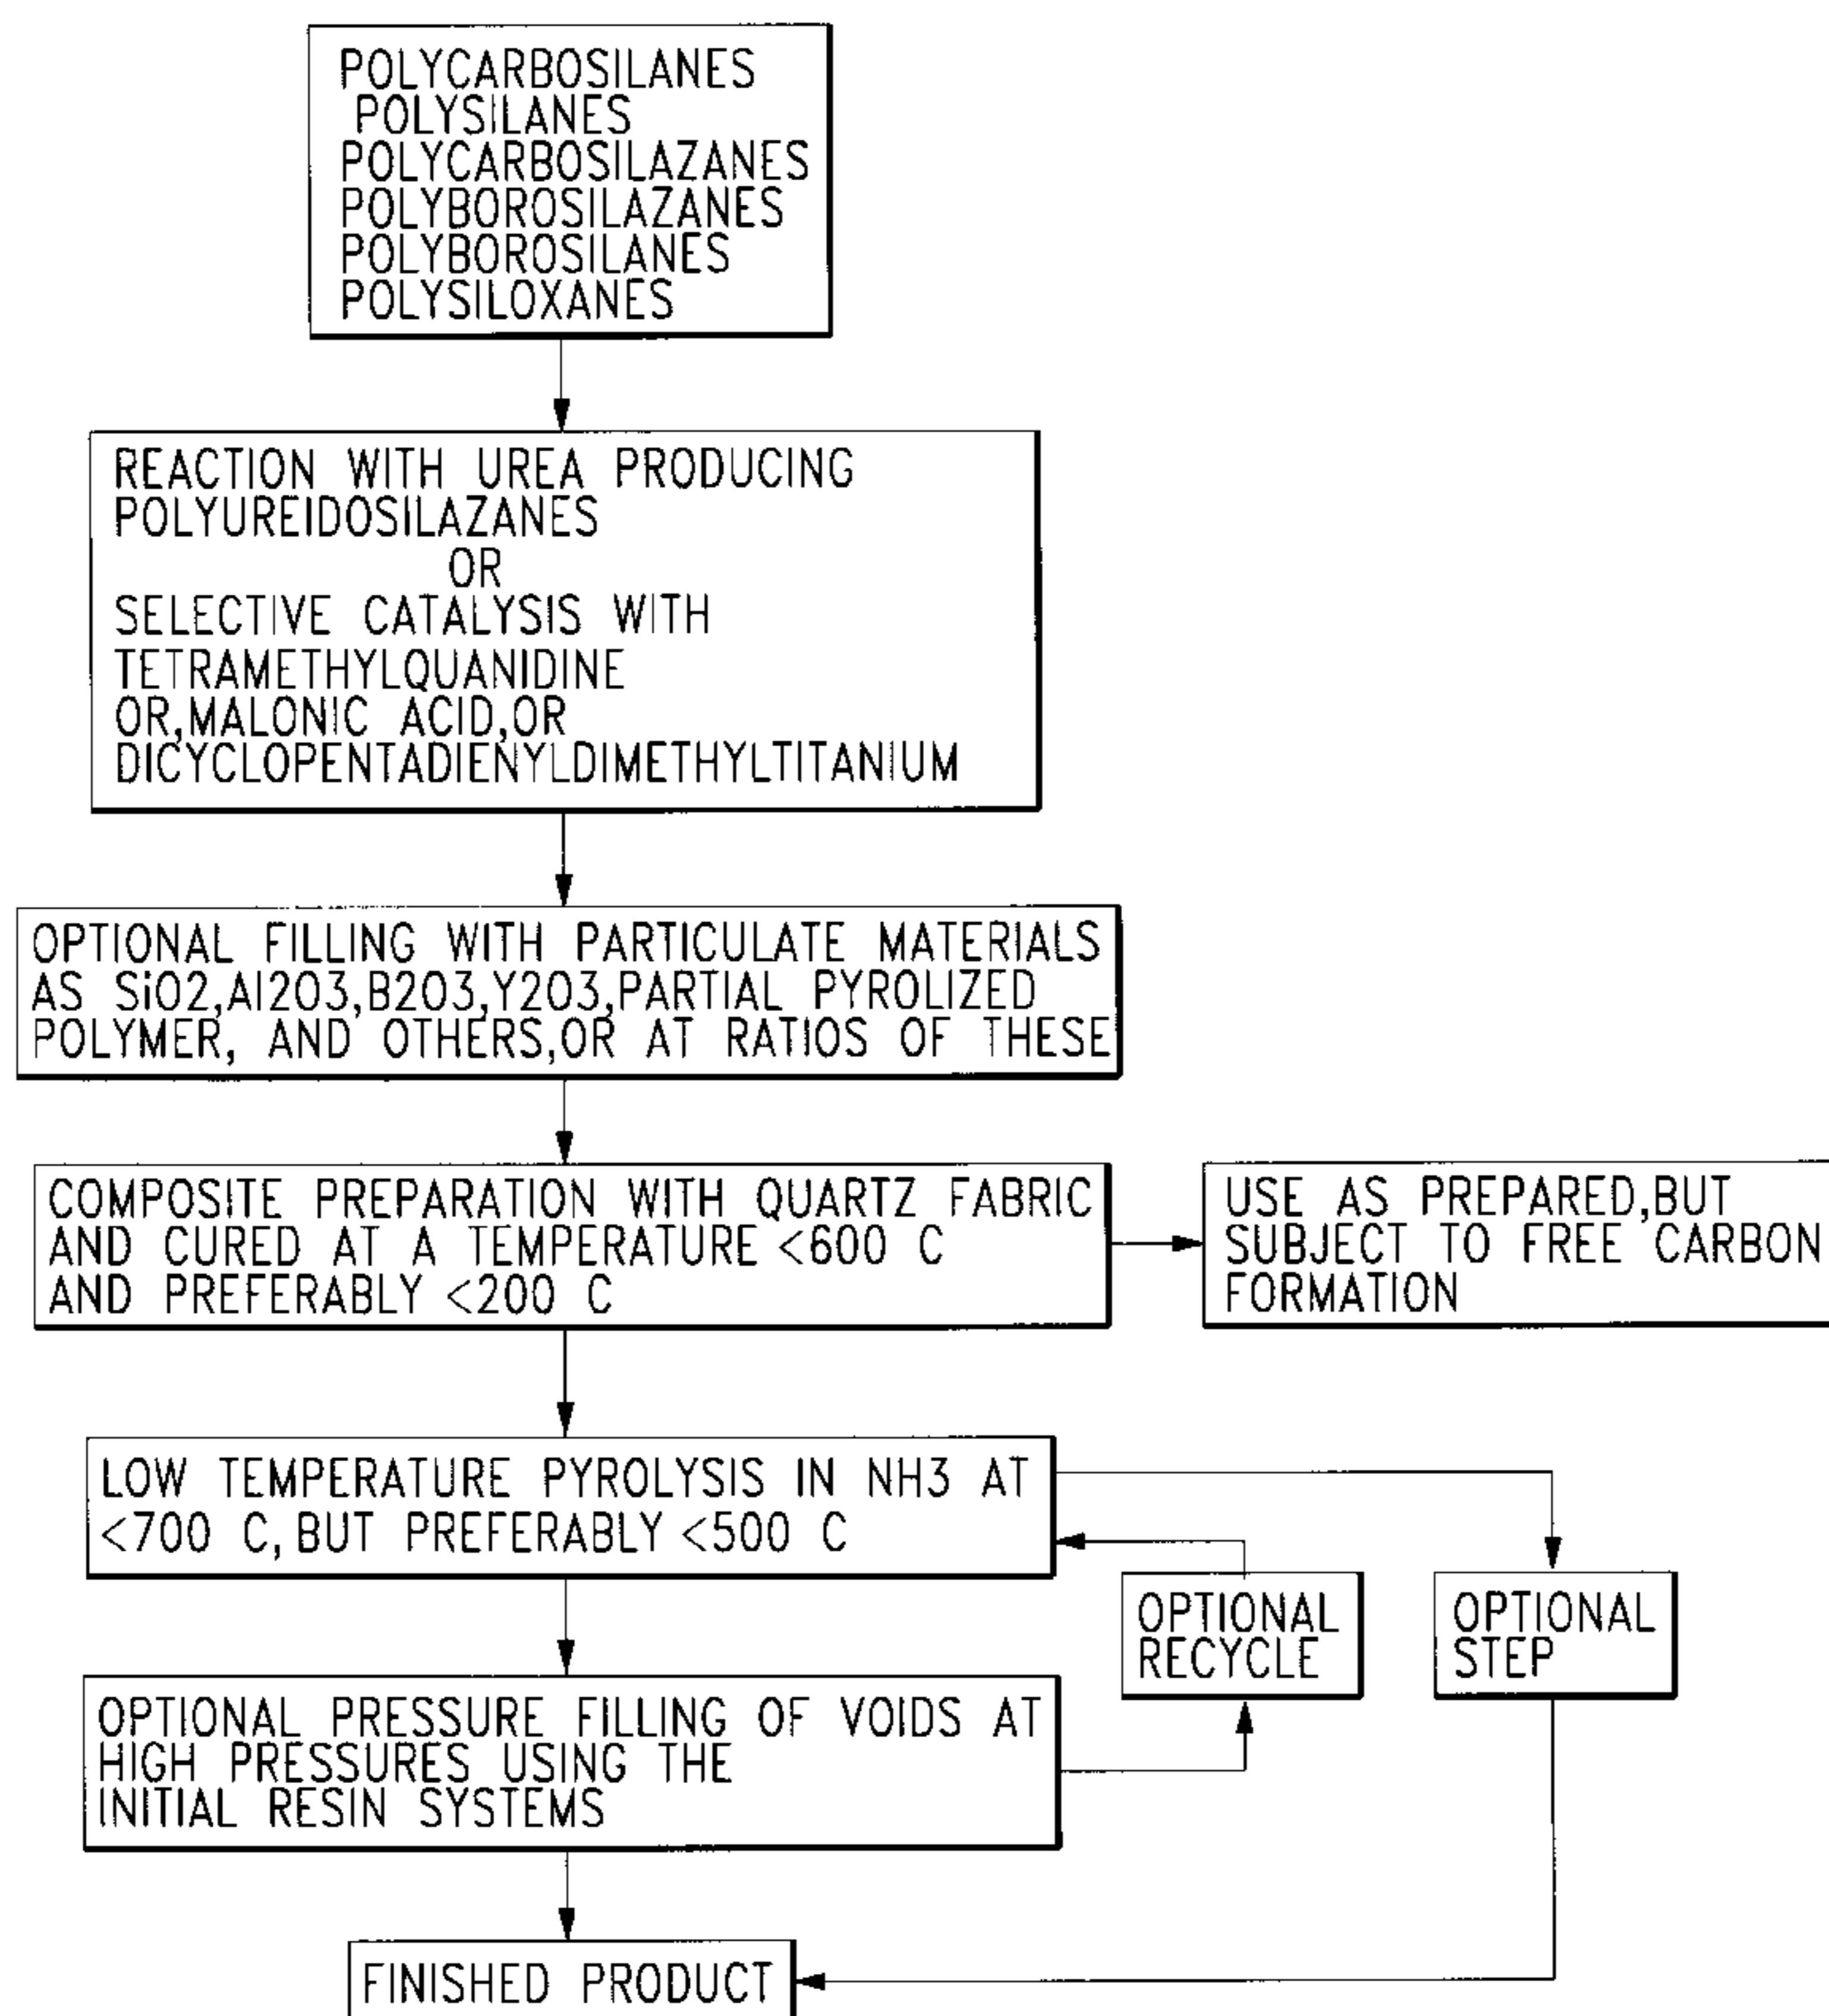 POLYCARBOSILANES
POLYSILANES
POLYCARBOSILAZANES
POLYBOROSILAZANES
POLYBOROSILANES
POLYSILOXANES
REACTION WITH UREA PRODUCING
POLYUREIDOSILAZANES
OR
SELECTIVE CATALYSIS WITH
TETRAMETHYLQUANIDINE
OR,MALONIC ACID,OR
DICYCLOPENTADIENYLDIMETHYLTITANIUM
OPTIONAL FILLING WITH PARTICULATE MATERIALS
AS SiO2,Al2O3,B2O3,Y2O3,PARTIAL PYROLIZED
POLYMER, AND OTHERS,OR AT RATIOS OF THESE
COMPOSITE PREPARATION WITH QUARTZ FABRIC
AND CURED AT A TEMPERATURE <600 C
AND PREFERABLY <200 C
USE AS PREPARED,BUT
SUBJECT TO FREE CARBON
FORMATION
LOW TEMPERATURE PYROLYSIS IN NH3 AT
<700 C,BUT PREFERABLY <500 C
OPTIONAL
RECYCLE
OPTIONAL
STEP
OPTIONAL PRESSURE FILLING OF VOIDS AT
HIGH PRESSURES USING THE
INITIAL RESIN SYSTEMS
FINISHED PRODUCT